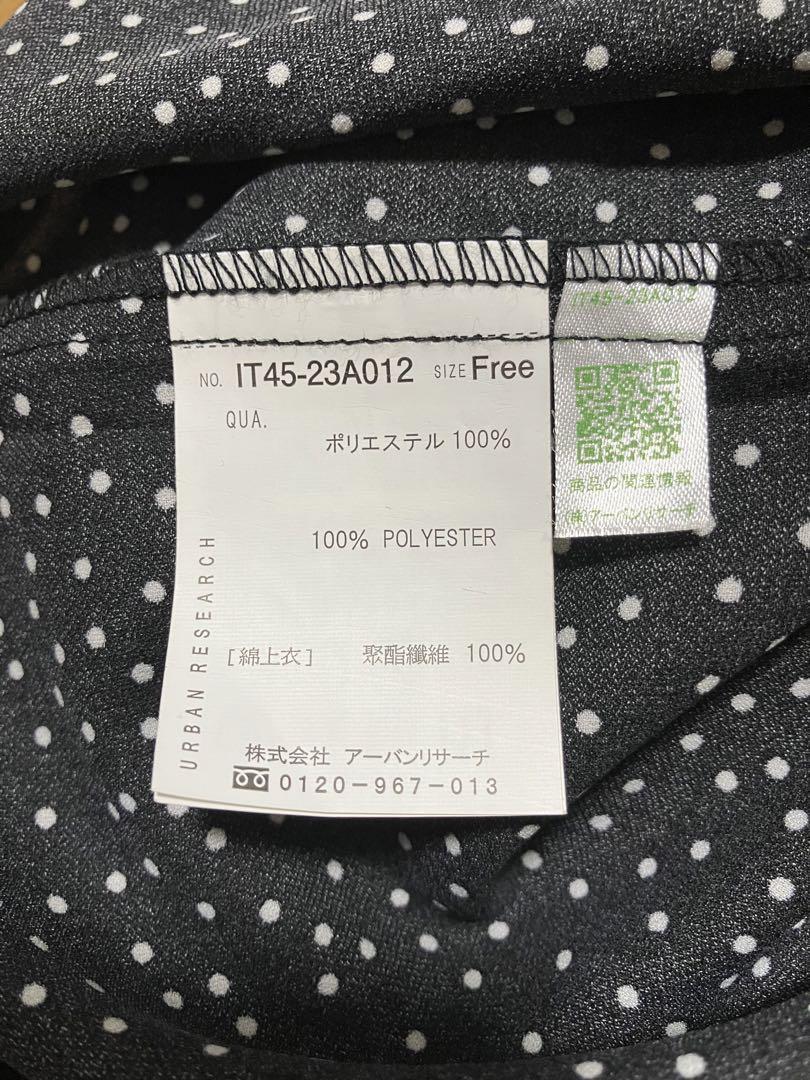 NO. IT45-23A012 SIZE Free
QUA.
ポリエステル 100%
100% POLYESTER
[綿上衣] 聚酯纖維 100%
URBAN RESEARCH
株式会社 アーバンリサーチ
0120-967-013
IT45-23A012
商品の関連情報
(株)アーバンリサーチ